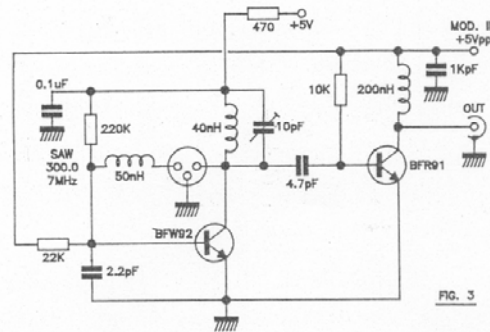 470
+5V
MOD. I
+5Vpp
0.1uF
10K
200nH
1KpF
220K
40nH
10pF
OUT
SAW
300.0
7MHz
50nH
4.7pF
BFR91
BFW92
22K
2.2pF
FIG. 3